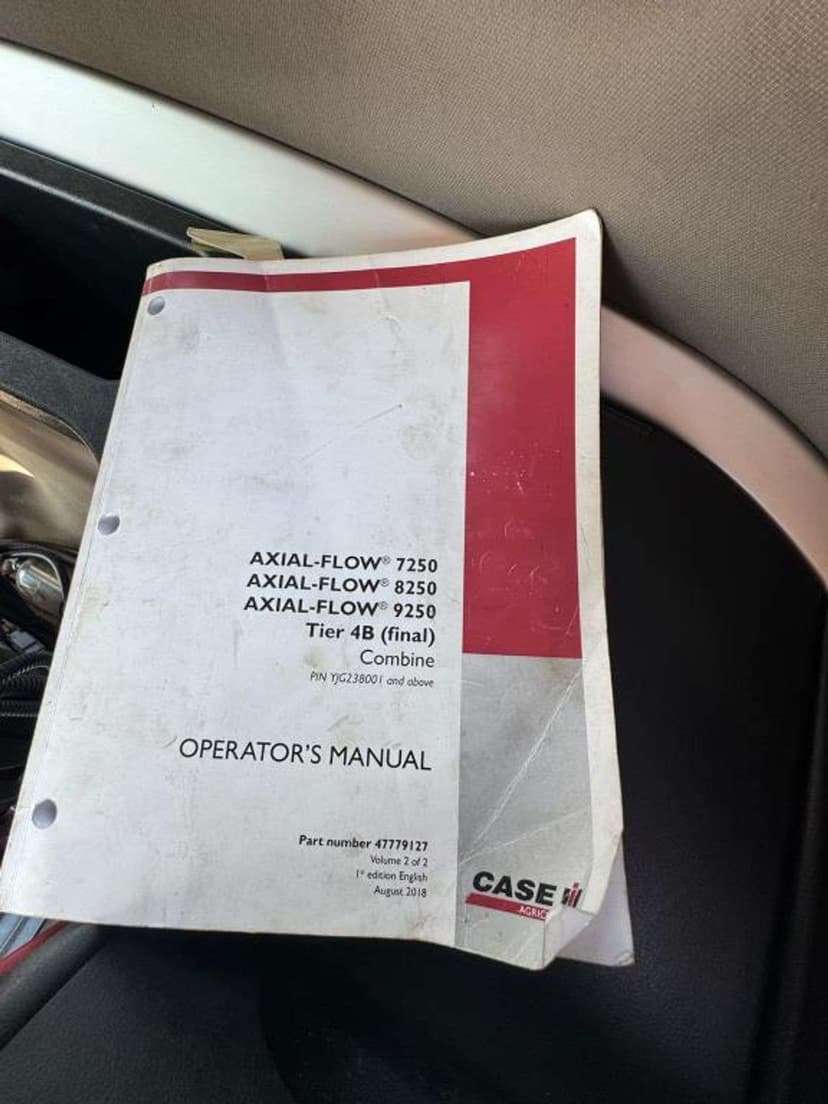 AXIAL-FLOW® 7250
AXIAL-FLOW® 8250
AXIAL-FLOW® 9250
Tier 4B (final)
Combine
PIN YJG238001 and above
OPERATOR'S MANUAL
Part number 47779127
Volume 2 of 2
1st edition English
August 2018
CASE IH